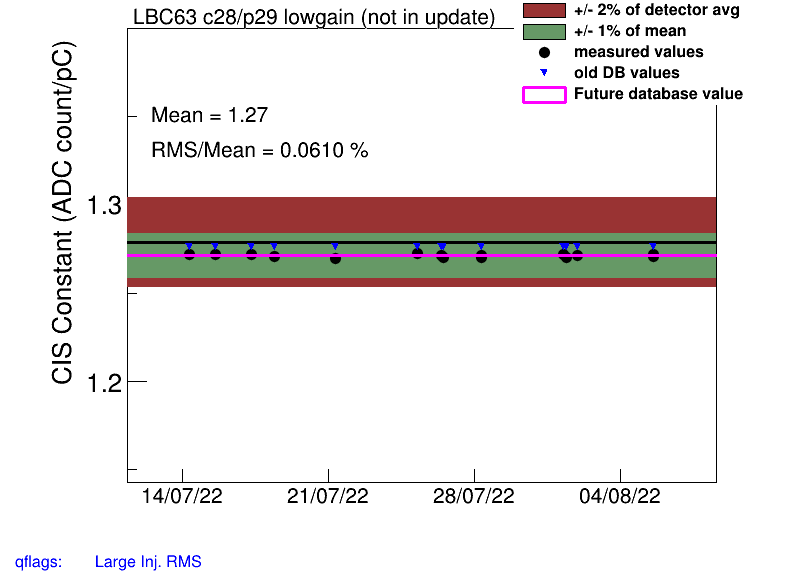 LBC63 c28/p29 lowgain (not in update)
+/- 2% of detector avg
+/- 1% of mean
measured values
old DB values
Future database value
Mean = 1.27
RMS/Mean = 0.0610 %
CIS Constant (ADC count/pC)
1.3
1.2
14/07/22 21/07/22 28/07/22 04/08/22
qflags: Large Inj. RMS